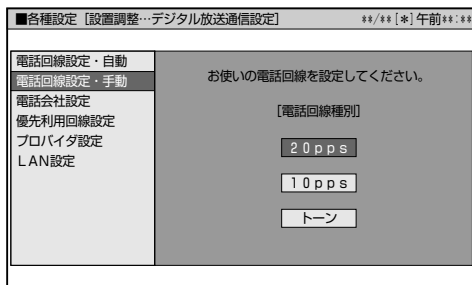 ■各種設定［設置調整…デジタル放送通信設定］ **/**[*]午前**:**
電話回線設定・自動
電話回線設定・手動
電話会社設定
優先利用回線設定
プロバイダ設定
ＬＡＮ設定
お使いの電話回線を設定してください。
［電話回線種別］
２０ｐｐｓ
１０ｐｐｓ
トーン